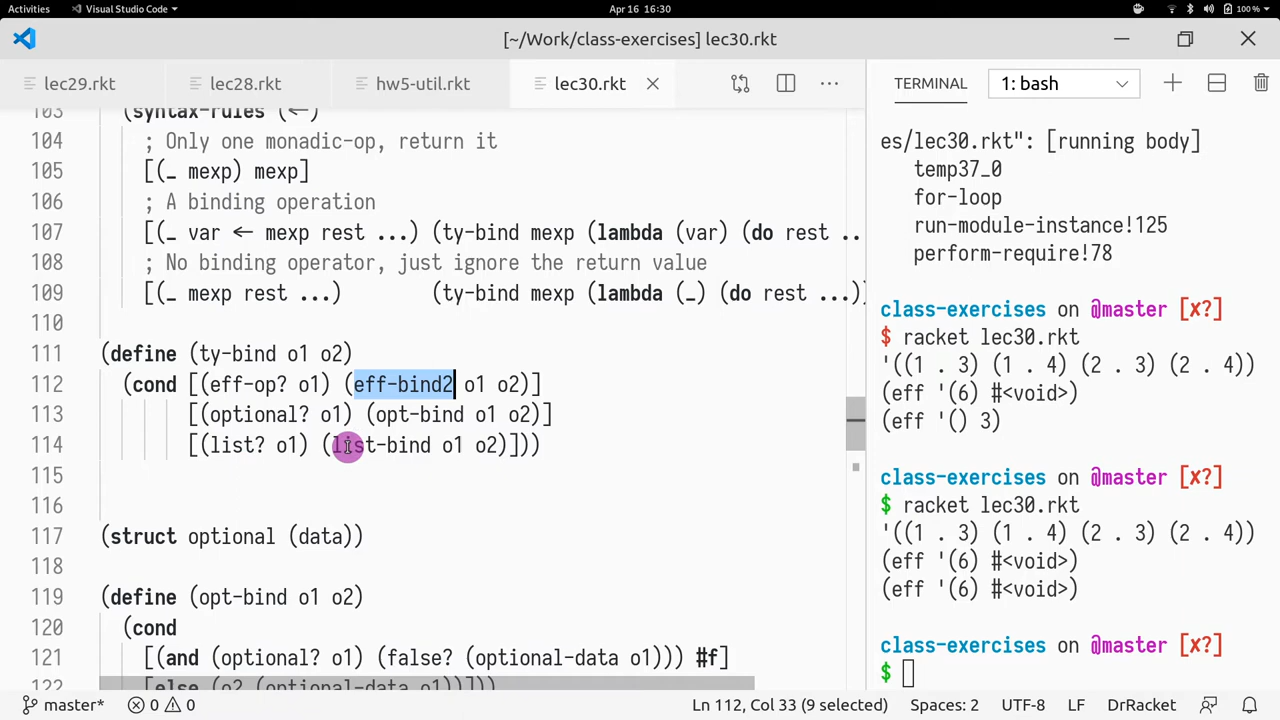 Activities Visual Studio Code Apr 16 16:30 100 %
[~/Work/class-exercises] lec30.rkt
lec29.rkt lec28.rkt hw5-util.rkt lec30.rkt
103 (syntax-rules (<-)
104 ; Only one monadic-op, return it
105 [(_ mexp) mexp]
106 ; A binding operation
107 [(_ var <- mexp rest ...) (ty-bind mexp (lambda (var) (do rest ..
108 ; No binding operator, just ignore the return value
109 [(_ mexp rest ...) (ty-bind mexp (lambda (_) (do rest ...))
110
111 (define (ty-bind o1 o2)
112 (cond [(eff-op? o1) (eff-bind2 o1 o2)]
113 [(optional? o1) (opt-bind o1 o2)]
114 [(list? o1) (list-bind o1 o2)]))
115
116
117 (struct optional (data))
118
119 (define (opt-bind o1 o2)
120 (cond
121 [(and (optional? o1) (false? (optional-data o1))) #f]
122 [else (o2 (optional-data o1))]))
TERMINAL 1: bash
es/lec30.rkt": [running body]
temp37_0
for-loop
run-module-instance!125
perform-require!78
class-exercises on @master [x?]
$ racket lec30.rkt
'((1 . 3) (1 . 4) (2 . 3) (2 . 4))
(eff '(6) #<void>)
(eff '() 3)
class-exercises on @master [x?]
$ racket lec30.rkt
'((1 . 3) (1 . 4) (2 . 3) (2 . 4))
(eff '(6) #<void>)
(eff '(6) #<void>)
class-exercises on @master [x?]
$
master* 0 0 Ln 112, Col 33 (9 selected) Spaces: 2 UTF-8 LF DrRacket